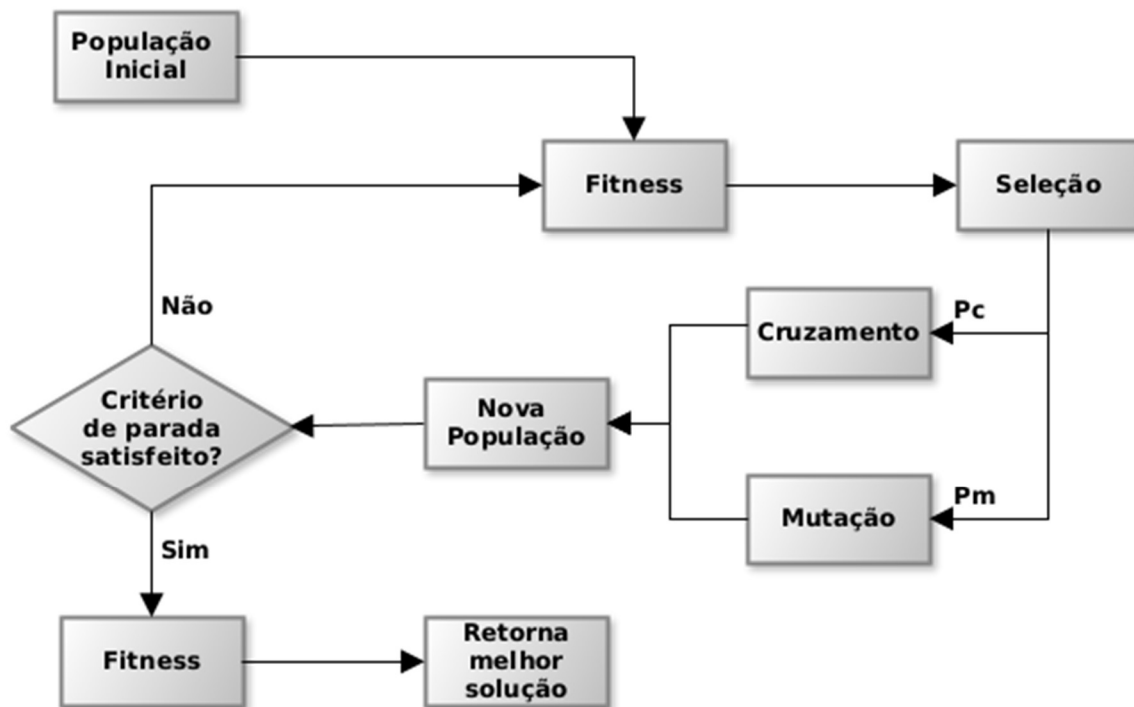 População
Inicial
Fitness
Seleção
Não
Cruzamento
Pc
Critério
de parada
satisfeito?
Nova
População
Mutação
Pm
Sim
Fitness
Retorna
melhor
solução